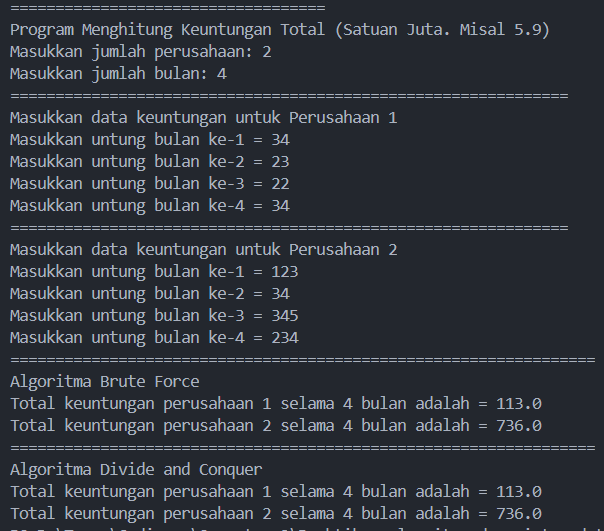 ===================================
Program Menghitung Keuntungan Total (Satuan Juta. Misal 5.9)
Masukkan jumlah perusahaan: 2
Masukkan jumlah bulan: 4
==============================================================
Masukkan data keuntungan untuk Perusahaan 1
Masukkan untung bulan ke-1 = 34
Masukkan untung bulan ke-2 = 23
Masukkan untung bulan ke-3 = 22
Masukkan untung bulan ke-4 = 34
==============================================================
Masukkan data keuntungan untuk Perusahaan 2
Masukkan untung bulan ke-1 = 123
Masukkan untung bulan ke-2 = 34
Masukkan untung bulan ke-3 = 345
Masukkan untung bulan ke-4 = 234
=================================================================
Algoritma Brute Force
Total keuntungan perusahaan 1 selama 4 bulan adalah = 113.0
Total keuntungan perusahaan 2 selama 4 bulan adalah = 736.0
=================================================================
Algoritma Divide and Conquer
Total keuntungan perusahaan 1 selama 4 bulan adalah = 113.0
Total keuntungan perusahaan 2 selama 4 bulan adalah = 736.0